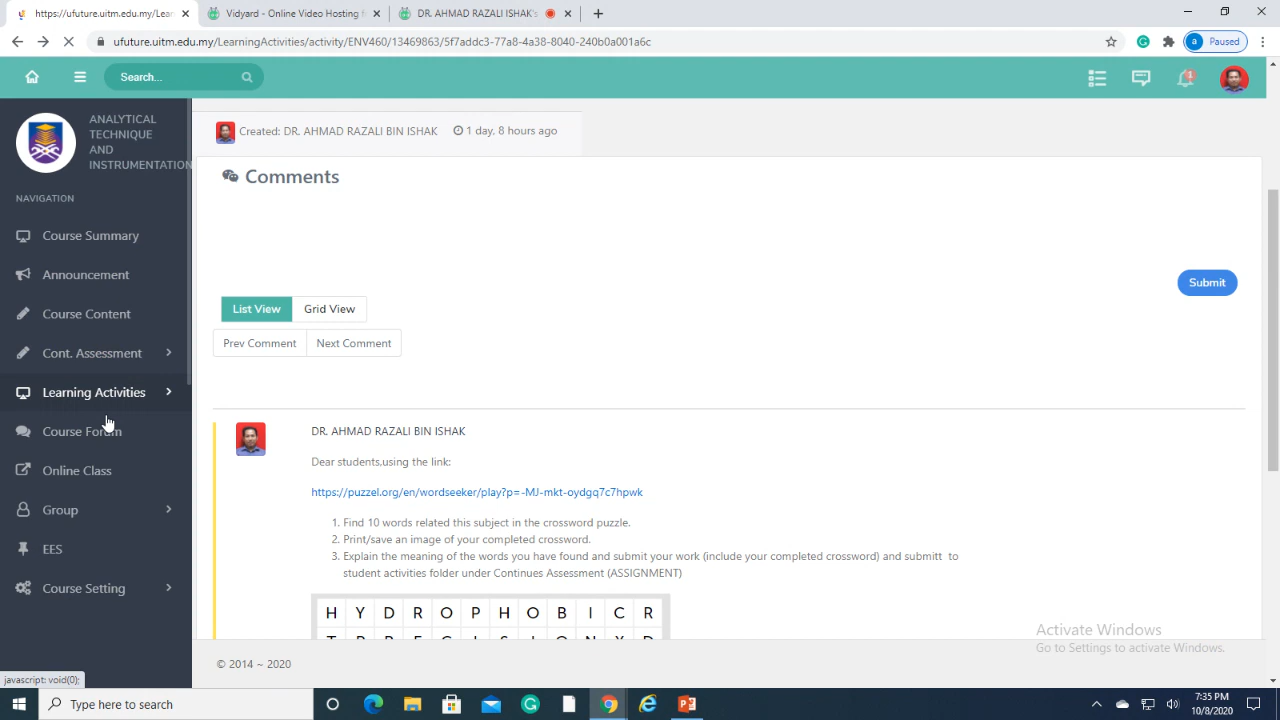 https://ufuture.uitm.edu.my/Lear
Vidyard - Online Video Hosting f
DR. AHMAD RAZALI ISHAK's
ufuture.uitm.edu.my/LearningActivities/activity/ENV460/13469863/5f7addc3-77a8-4a38-8040-240b0a001a6c
a
Paused
Search...
1
ANALYTICAL
TECHNIQUE
AND
INSTRUMENTATION
NAVIGATION
Course Summary
Announcement
Course Content
Cont. Assessment
Learning Activities
Course Forum
Online Class
Group
EES
Course Setting
javascript: void(0);
Created: DR. AHMAD RAZALI BIN ISHAK
1 day, 8 hours ago
Comments
Submit
List View
Grid View
Prev Comment
Next Comment
DR. AHMAD RAZALI BIN ISHAK
Dear students,using the link:
https://puzzel.org/en/wordseeker/play?p=-MJ-mkt-oydgq7c7hpwk
1. Find 10 words related this subject in the crossword puzzle.
2. Print/save an image of your completed crossword.
3. Explain the meaning of the words you have found and submit your work (include your completed crossword) and submitt to
student activities folder under Continues Assessment (ASSIGNMENT)
H Y D R O P H O B I C R
© 2014 ~ 2020
Activate Windows
Go to Settings to activate Windows.
Type here to search
7:35 PM
10/8/2020